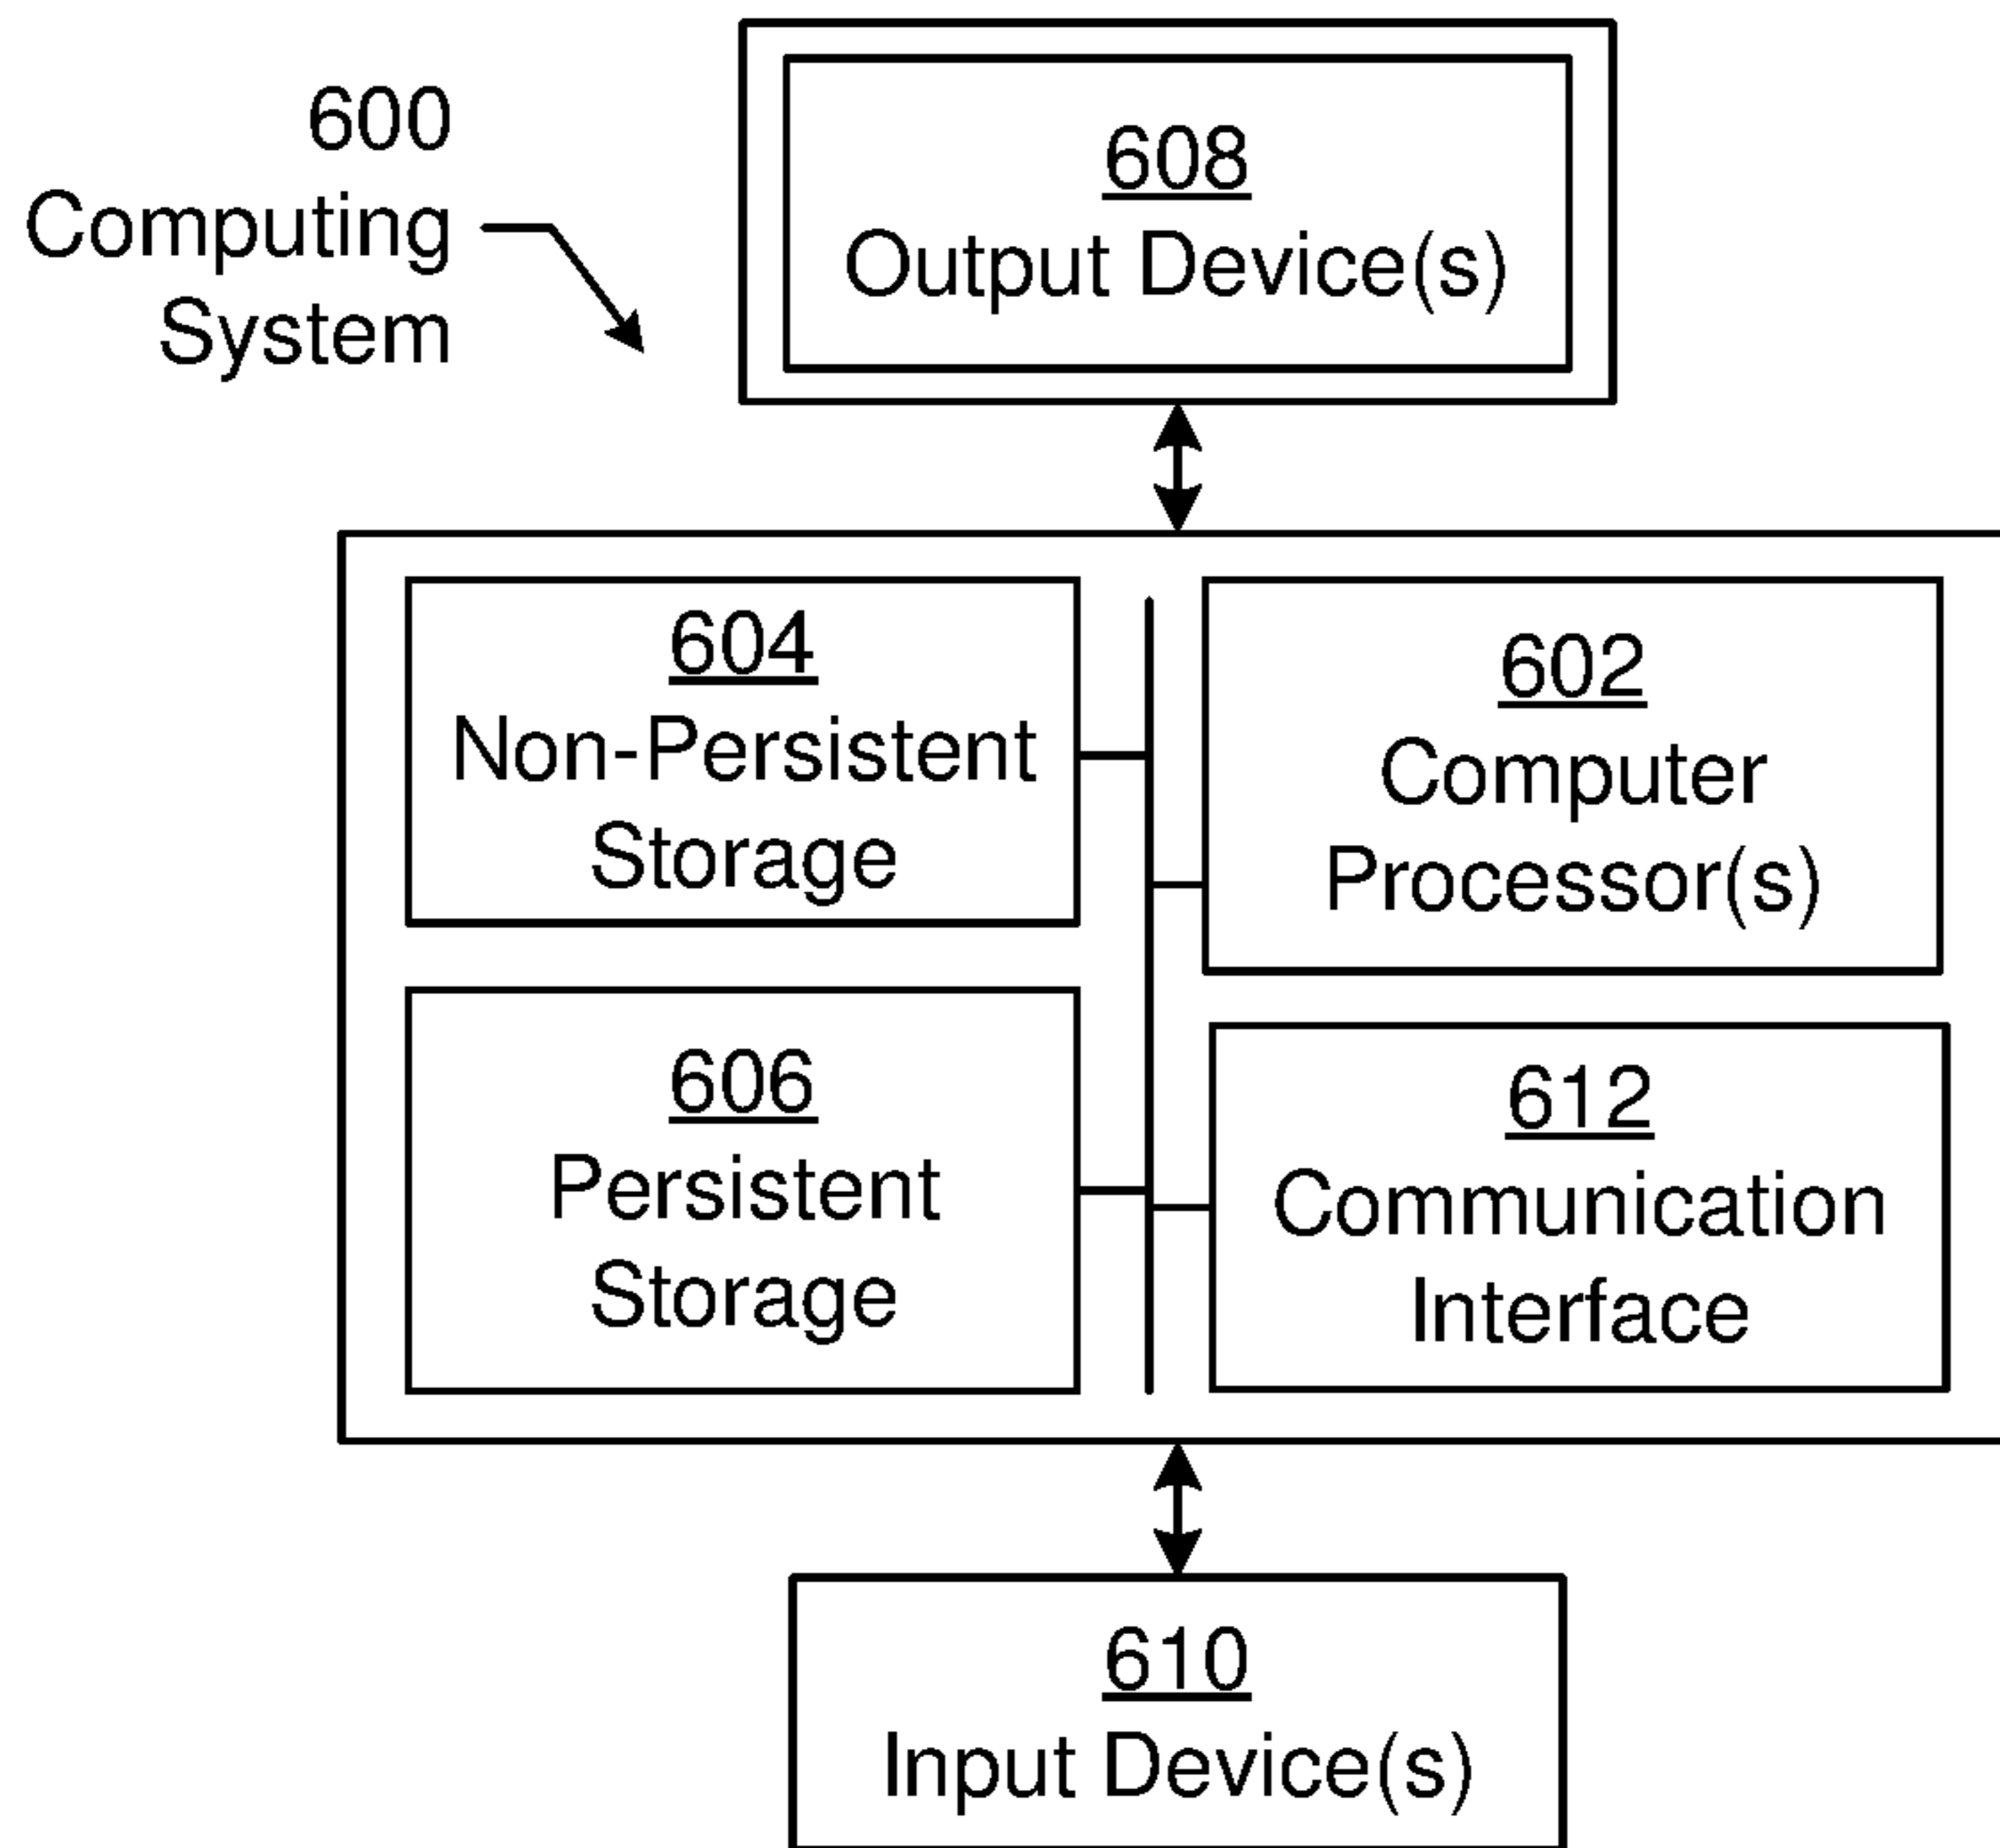 600
Computing
System
608
Output Device(s)
604
Non-Persistent
Storage
602
Computer
Processor(s)
606
Persistent
Storage
612
Communication
Interface
610
Input Device(s)